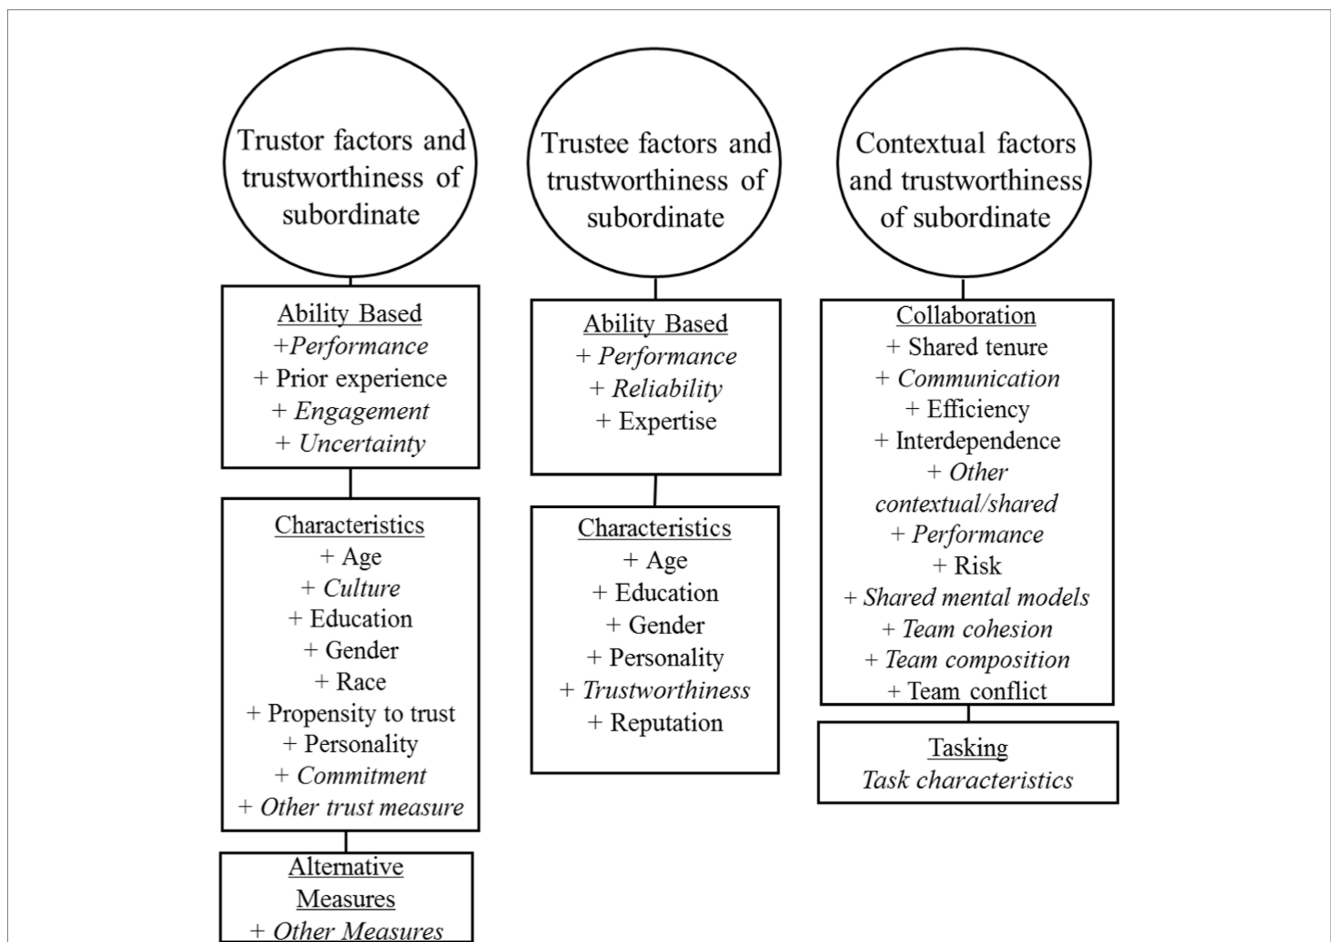 Trustor factors and
trustworthiness of
subordinate
Ability Based
+Performance
+ Prior experience
+ Engagement
+ Uncertainty
Characteristics
+ Age
+ Culture
+ Education
+ Gender
+ Race
+ Propensity to trust
+ Personality
+ Commitment
+ Other trust measure
Alternative
Measures
+ Other Measures
Trustee factors and
trustworthiness of
subordinate
Ability Based
+ Performance
+ Reliability
+ Expertise
Characteristics
+ Age
+ Education
+ Gender
+ Personality
+ Trustworthiness
+ Reputation
Contextual factors
and trustworthiness
of subordinate
Collaboration
+ Shared tenure
+ Communication
+ Efficiency
+ Interdependence
+ Other
contextual/shared
+ Performance
+ Risk
+ Shared mental models
+ Team cohesion
+ Team composition
+ Team conflict
Tasking
Task characteristics